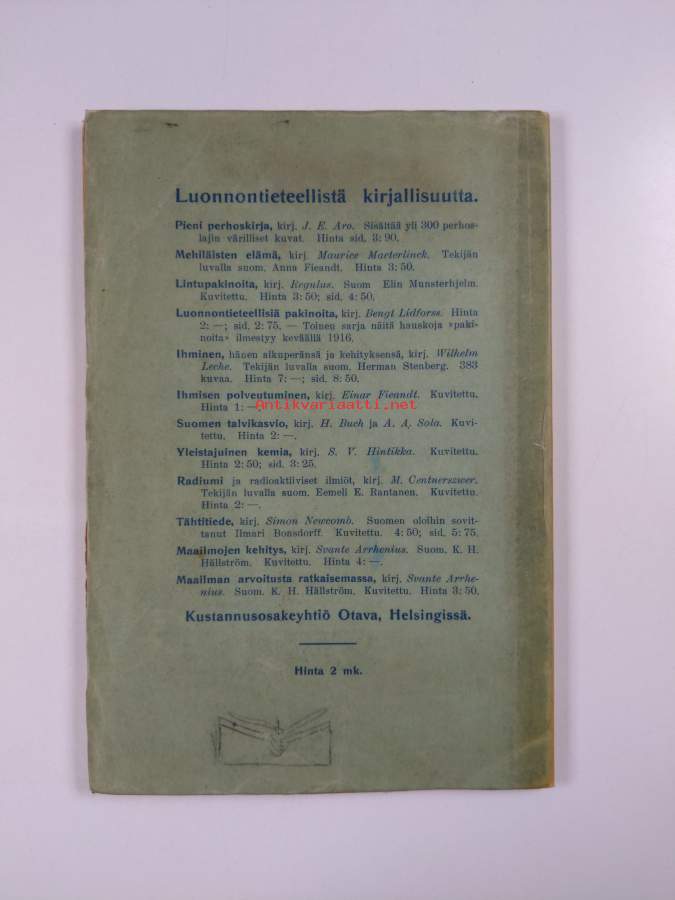 Luonnontieteellistä kirjallisuutta.
Pieni perhoskirja, kirj. J. E. Aro. Sisältää yli 300 perhos-
lajin värilliset kuvat. Hinta sid. 3: 90.
Mehiläisten elämä, kirj. Maurice Maeterlinck. Tekijän
luvalla suom. Anna Ficandt. Hinta 3: 50.
Lintupakinoita, kirj. Regulus. Suom Elin Munsterhjelm.
Kuvitettu. Hinta 3: 50; sid. 4: 50.
Luonnontieteellisiä pakinoita, kirj. Bengt Lidforss. Hinta
2: —; sid. 2: 75. — Toinen sarja näitä hauskoja »paki-
noita» ilmestyy keväällä 1916.
Ihminen, hänen alkuperänsä ja kehityksensä, kirj. Wilhelm
Leche. Tekijän luvalla suom. Herman Stenberg. 383
kuvaa. Hinta 7: —; sid. 8: 50.
Ihmisen polveutuminen, kirj. Einar Ficandt. Kuvitettu.
Hinta 1: —
antikvariaatti.net
Suomen talvikasvio, kirj. H. Buch ja A. A. Sola. Kuvi-
tettu. Hinta 2: —.
Yleistajuinen kemia, kirj. S. V. Hintikka. Kuvitettu.
Hinta 2: 50; sid. 3: 25.
Radiumi ja radioaktiiviset ilmiöt, kirj. M. Centnerszwer.
Tekijän luvalla suom. Eemeli E. Rantanen. Kuvitettu.
Hinta 2: —.
Tähtitiede, kirj. Simon Newcomb. Suomen oloihin sovit-
tanut Ilmari Bonsdorff. Kuvitettu. 4: 50; sid. 5: 75.
Maailmojen kehitys, kirj. Svante Arrhenius. Suom. K. H.
Hällström. Kuvitettu. Hinta 4: —.
Maailman arvoitusta ratkaisemassa, kirj. Svante Arrhe-
nius. Suom. K. H. Hällström. Kuvitettu. Hinta 3: 50.
Kustannusosakeyhtiö Otava, Helsingissä.
Hinta 2 mk.